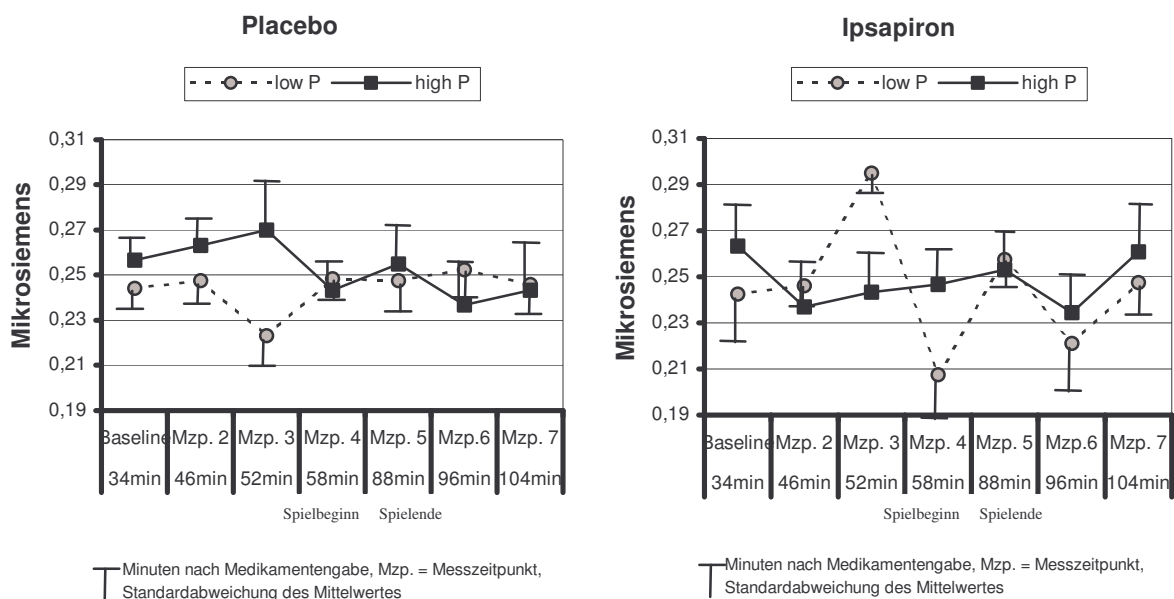 Placebo
low P high P
Mikrosiemens
0,31
0,29
0,27
0,25
0,23
0,21
0,19
Baseline Mzp. 2 Mzp. 3 Mzp. 4 Mzp. 5 Mzp.6 Mzp. 7
34min 46min 52min 58min 88min 96min 104min
Spielbeginn Spielende
Minuten nach Medikamentengabe, Mzp. = Messzeitpunkt,
Standardabweichung des Mittelwertes
Ipsapiron
low P high P
Mikrosiemens
0,31
0,29
0,27
0,25
0,23
0,21
0,19
Baseline Mzp. 2 Mzp. 3 Mzp. 4 Mzp. 5 Mzp.6 Mzp. 7
34min 46min 52min 58min 88min 96min 104min
Spielbeginn Spielende
Minuten nach Medikamentengabe, Mzp. = Messzeitpunkt,
Standardabweichung des Mittelwertes